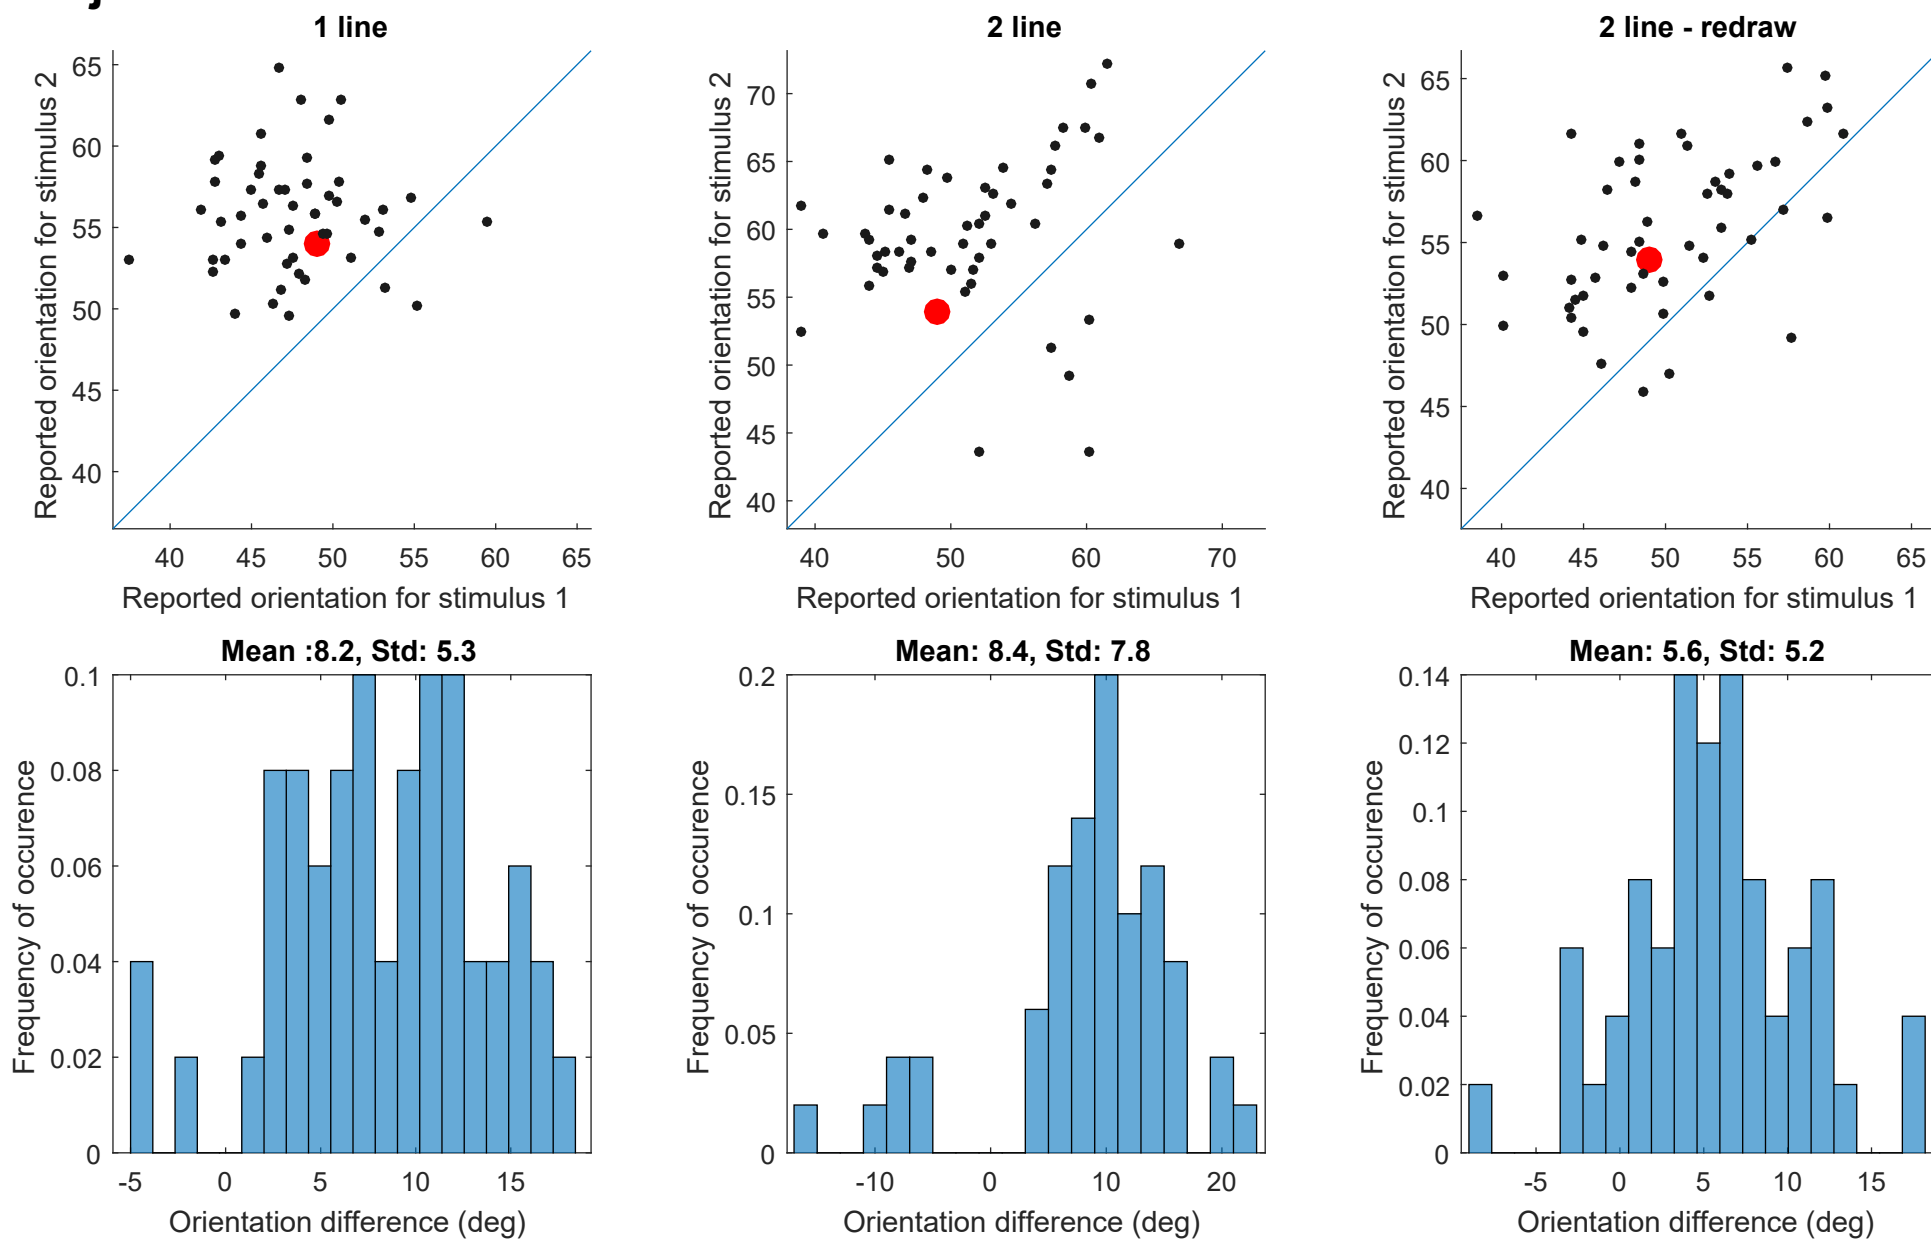 j
1 line
2 line
2 line - redraw
Reported orientation for stimulus 2
65
60
55
50
45
40
40 45 50 55 60 65
Reported orientation for stimulus 1
Reported orientation for stimulus 2
70
65
60
55
50
45
40
40 50 60 70
Reported orientation for stimulus 1
Reported orientation for stimulus 2
65
60
55
50
45
40
40 45 50 55 60 65
Reported orientation for stimulus 1
Mean :8.2, Std: 5.3
Frequency of occurence
0.1
0.08
0.06
0.04
0.02
0
-5 0 5 10 15
Orientation difference (deg)
Mean: 8.4, Std: 7.8
Frequency of occurence
0.2
0.15
0.1
0.05
0
-10 0 10 20
Orientation difference (deg)
Mean: 5.6, Std: 5.2
Frequency of occurence
0.14
0.12
0.1
0.08
0.06
0.04
0.02
0
-5 0 5 10 15
Orientation difference (deg)